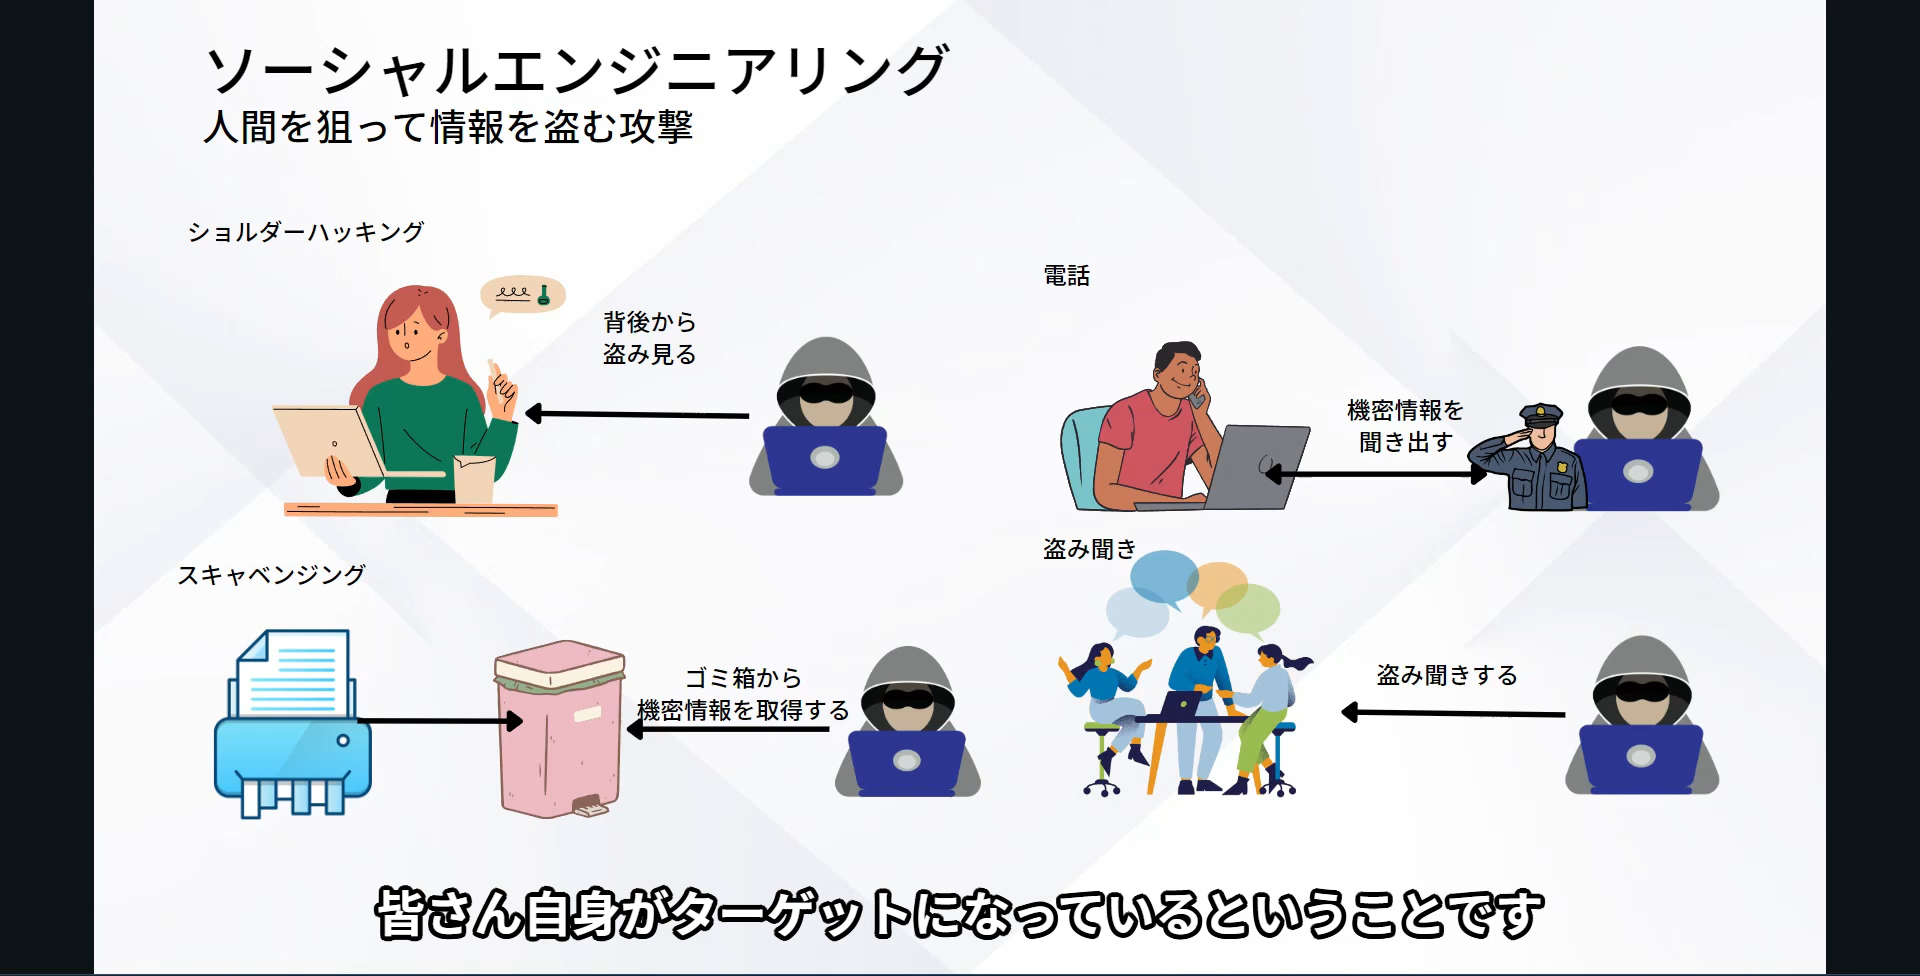 ソーシャルエンジニアリング
人間を狙って情報を盗む攻撃
ショルダーハッキング
背後から
盗み見る
電話
機密情報を
聞き出す
スキャベンジング
ゴミ箱から
機密情報を取得する
盗み聞き
盗み聞きする
皆さん自身がターゲットになっているということです